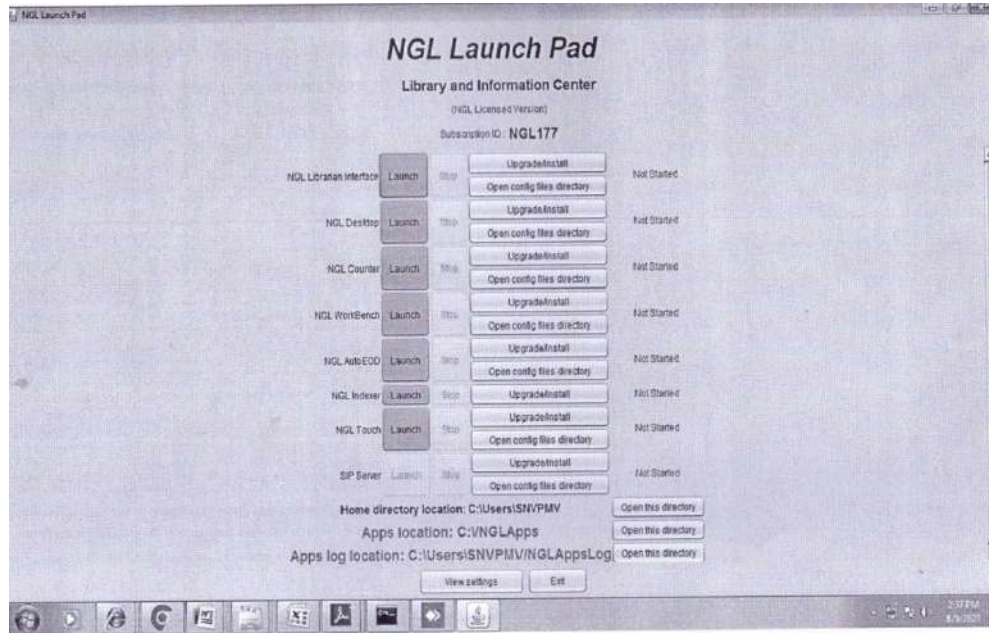 NGL Launch Pad
NGL Launch Pad
Library and Information Center
(NGL Licensed Version)
Subscription ID : NGL177
NGL Librarian Interface Launch Stop Upgrade/Install Not Started
Open config files directory
NGL Desktop Launch Stop Upgrade/Install Not Started
Open config files directory
NGL Counter Launch Stop Upgrade/Install Not Started
Open config files directory
NGL WorkBench Launch Stop Upgrade/Install Not Started
Open config files directory
NGL AutoEOD Launch Stop Upgrade/Install Not Started
Open config files directory
NGL Indexer Launch Stop Upgrade/Install Not Started
NGL Touch Launch Stop Upgrade/Install Not Started
Open config files directory
SIP Server Launch Stop Upgrade/Install Not Started
Open config files directory
Home directory location: C:\Users\SNVPMV Open this directory
Apps location: C:\/NGLApps Open this directory
Apps log location: C:\Users\SNVPMV/NGLAppsLog Open this directory
View settings Exit
2:37 PM